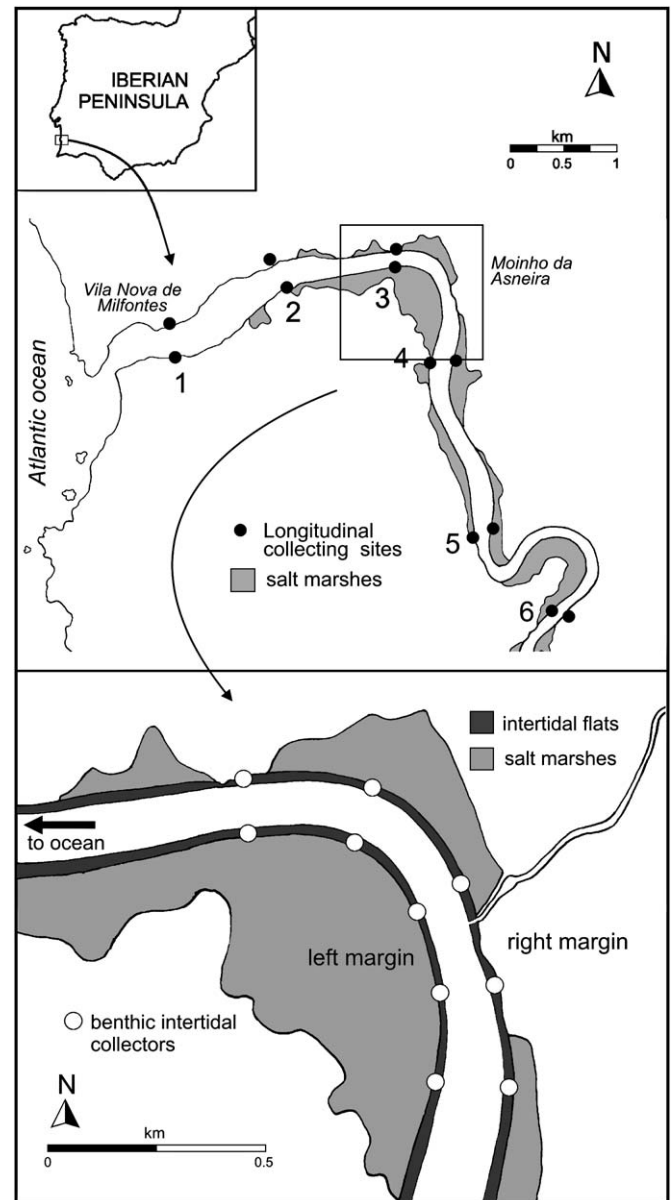 IBERIAN
PENINSULA
N
km
0 0.5 1
Vila Nova de
Milfontes
Moinho da
Asneira
1
2
3
4
5
6
Atlantic ocean
Longitudinal
collecting sites
salt marshes
intertidal flats
salt marshes
to ocean
left margin
right margin
benthic intertidal
collectors
N
km
0 0.5